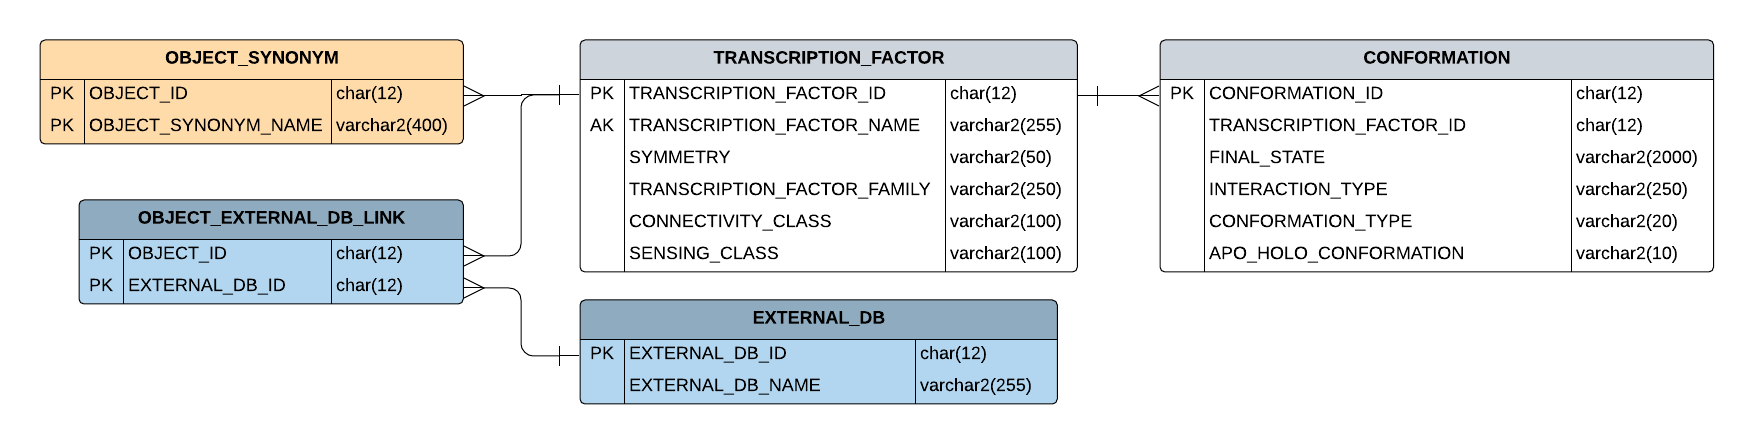 OBJECT_SYNONYM
PK OBJECT_ID char(12)
PK OBJECT_SYNONYM_NAME varchar2(400)
OBJECT_EXTERNAL_DB_LINK
PK OBJECT_ID char(12)
PK EXTERNAL_DB_ID char(12)
TRANSCRIPTION_FACTOR
PK TRANSCRIPTION_FACTOR_ID char(12)
AK TRANSCRIPTION_FACTOR_NAME varchar2(255)
SYMMETRY varchar2(50)
TRANSCRIPTION_FACTOR_FAMILY varchar2(250)
CONNECTIVITY_CLASS varchar2(100)
SENSING_CLASS varchar2(100)
EXTERNAL_DB
PK EXTERNAL_DB_ID char(12)
EXTERNAL_DB_NAME varchar2(255)
CONFORMATION
PK CONFORMATION_ID char(12)
TRANSCRIPTION_FACTOR_ID char(12)
FINAL_STATE varchar2(2000)
INTERACTION_TYPE varchar2(250)
CONFORMATION_TYPE varchar2(20)
APO_HOLO_CONFORMATION varchar2(10)